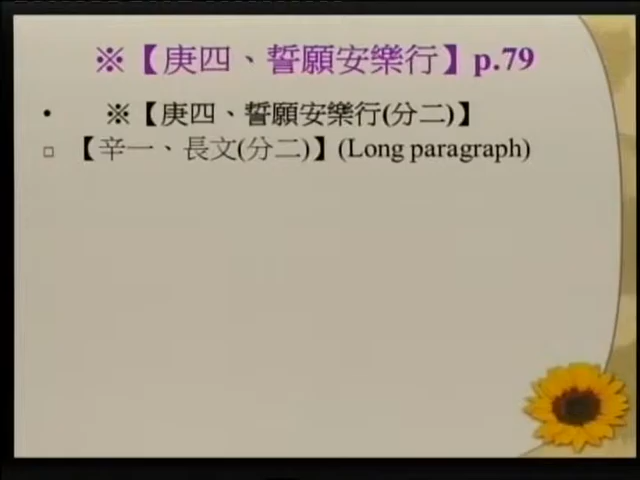 ※【庚四、誓願安樂行】p.79
• ※【庚四、誓願安樂行(分二)】
□ 【辛一、長文(分二)】(Long paragraph)